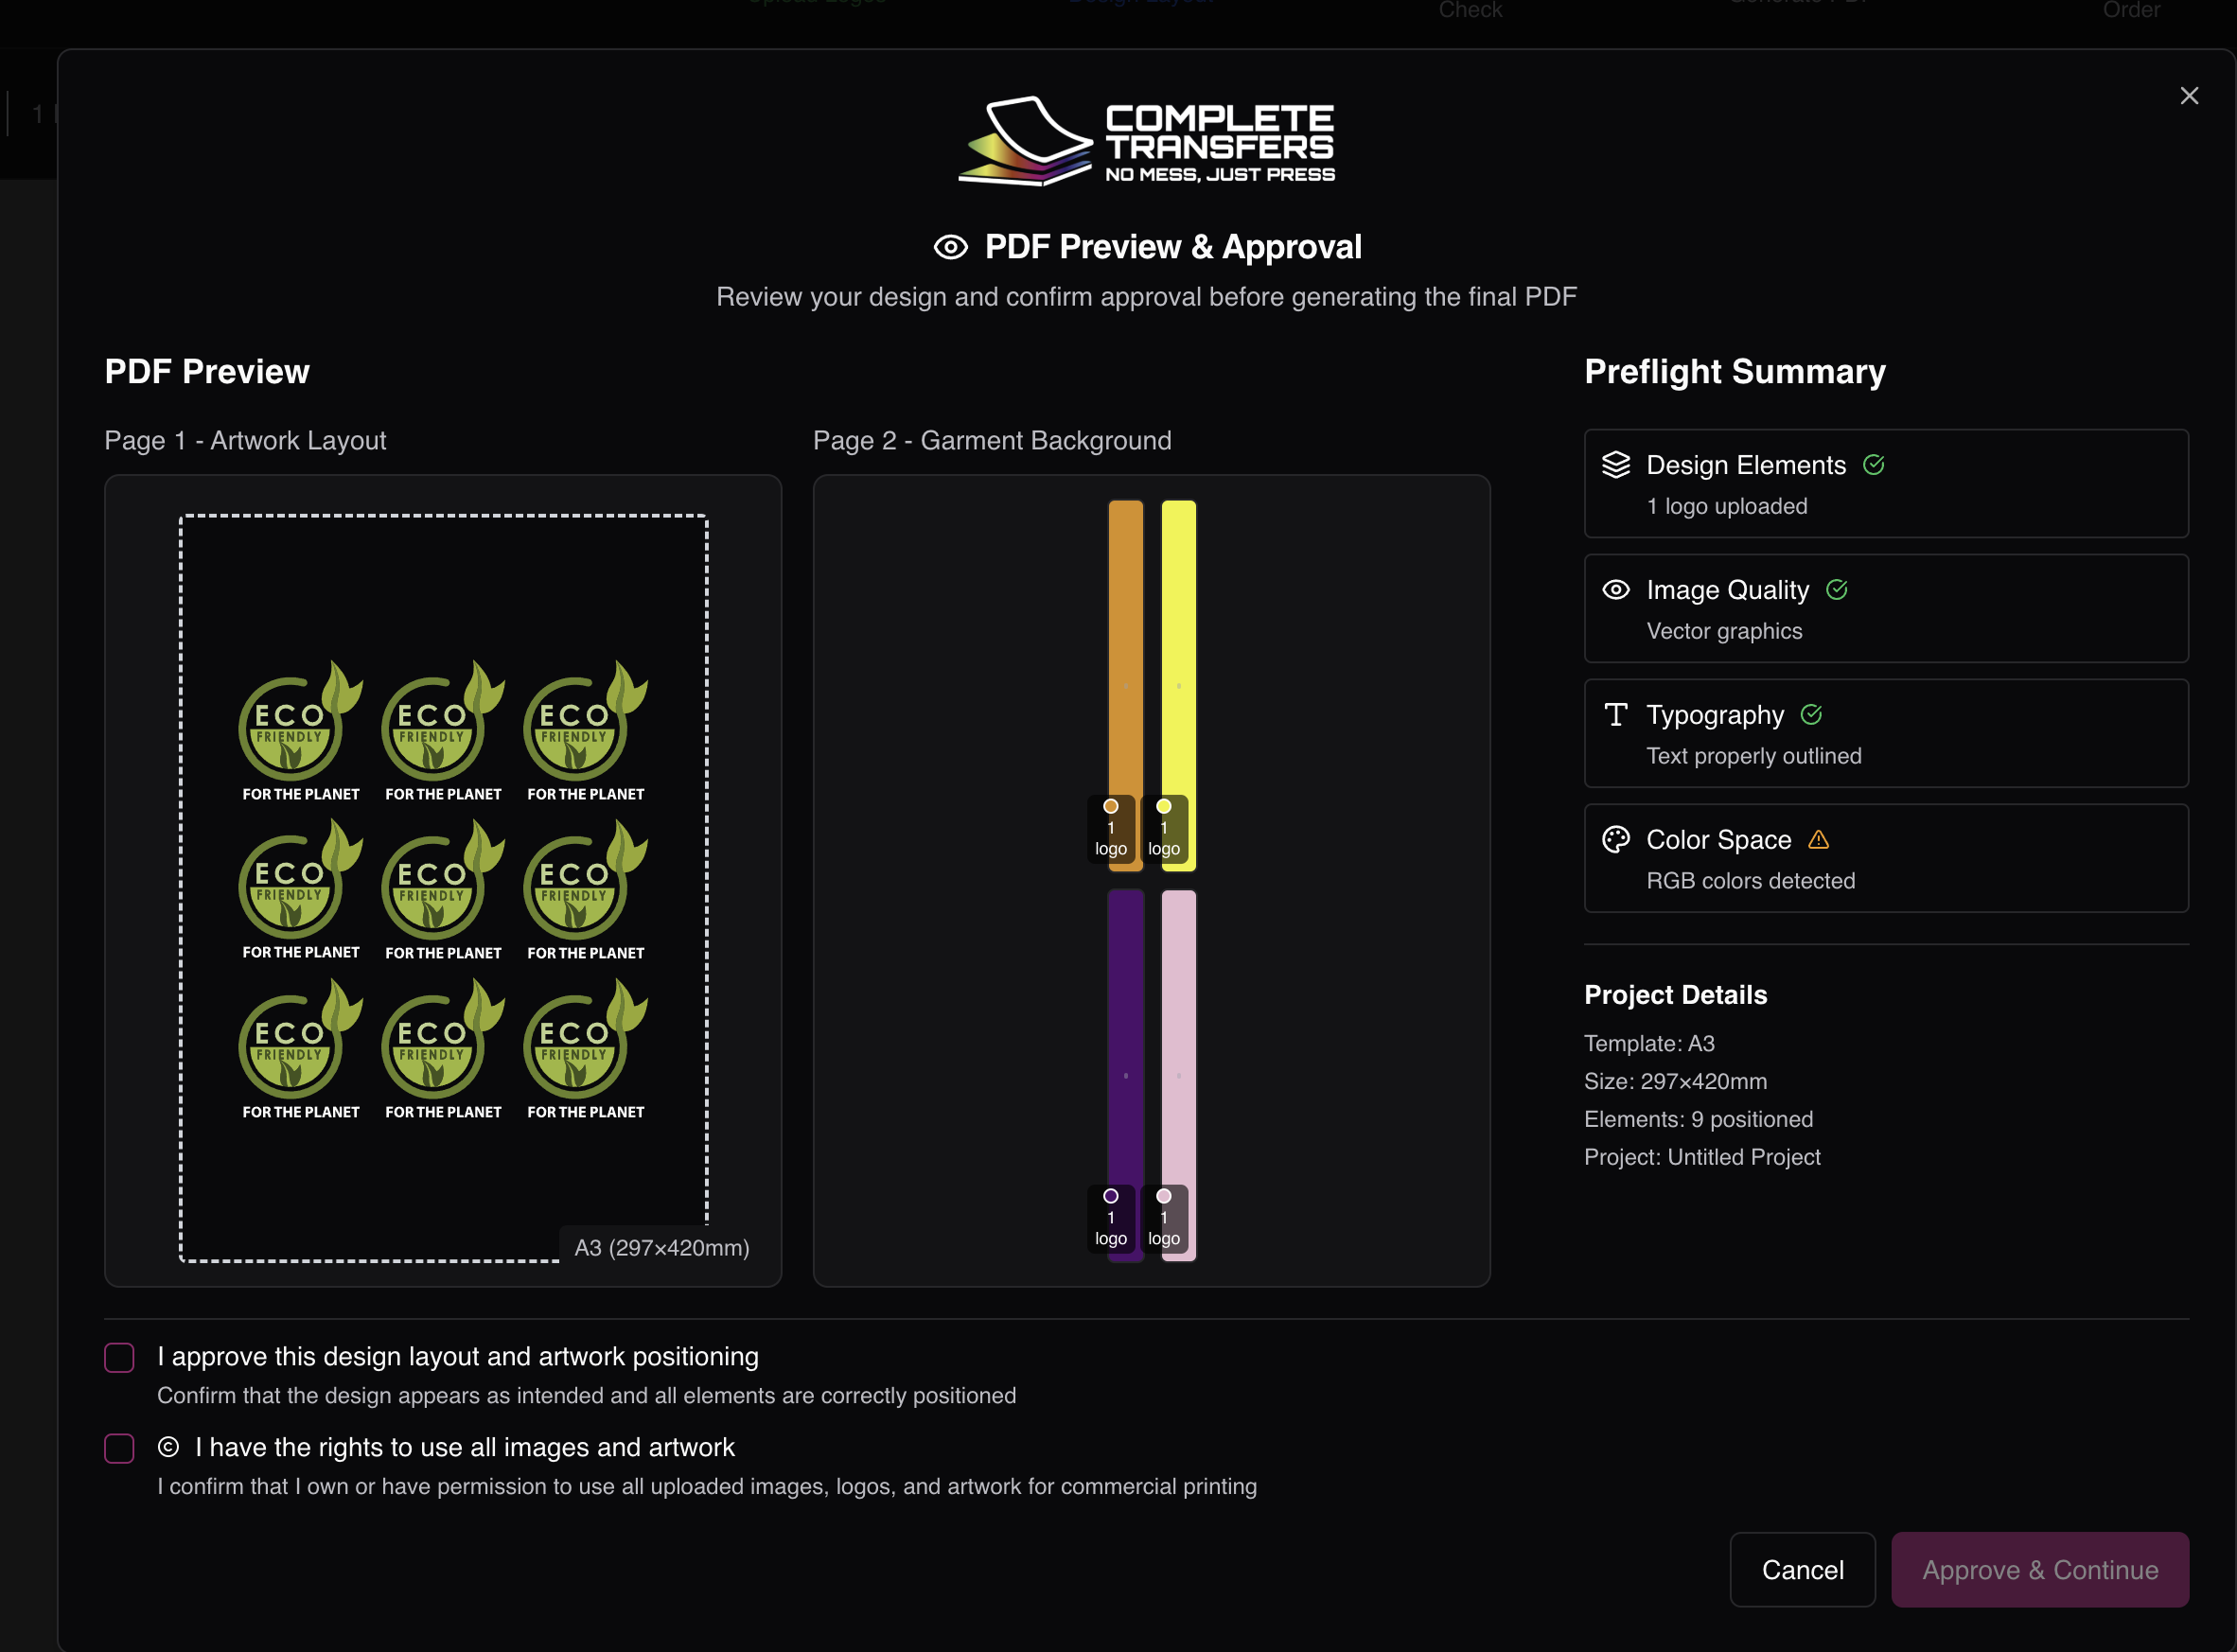 Check
Order
1
COMPLETE
TRANSFERS
NO MESS, JUST PRESS
PDF Preview & Approval
Review your design and confirm approval before generating the final PDF
PDF Preview
Page 1 - Artwork Layout
ECO
FRIENDLY
FOR THE PLANET
ECO
FRIENDLY
FOR THE PLANET
ECO
FRIENDLY
FOR THE PLANET
ECO
FRIENDLY
FOR THE PLANET
ECO
FRIENDLY
FOR THE PLANET
ECO
FRIENDLY
FOR THE PLANET
ECO
FRIENDLY
FOR THE PLANET
ECO
FRIENDLY
FOR THE PLANET
ECO
FRIENDLY
FOR THE PLANET
A3 (297×420mm)
Page 2 - Garment Background
1
logo
1
logo
1
logo
1
logo
Preflight Summary
Design Elements
1 logo uploaded
Image Quality
Vector graphics
Typography
Text properly outlined
Color Space
RGB colors detected
Project Details
Template: A3
Size: 297×420mm
Elements: 9 positioned
Project: Untitled Project
I approve this design layout and artwork positioning
Confirm that the design appears as intended and all elements are correctly positioned
© I have the rights to use all images and artwork
I confirm that I own or have permission to use all uploaded images, logos, and artwork for commercial printing
Cancel
Approve & Continue